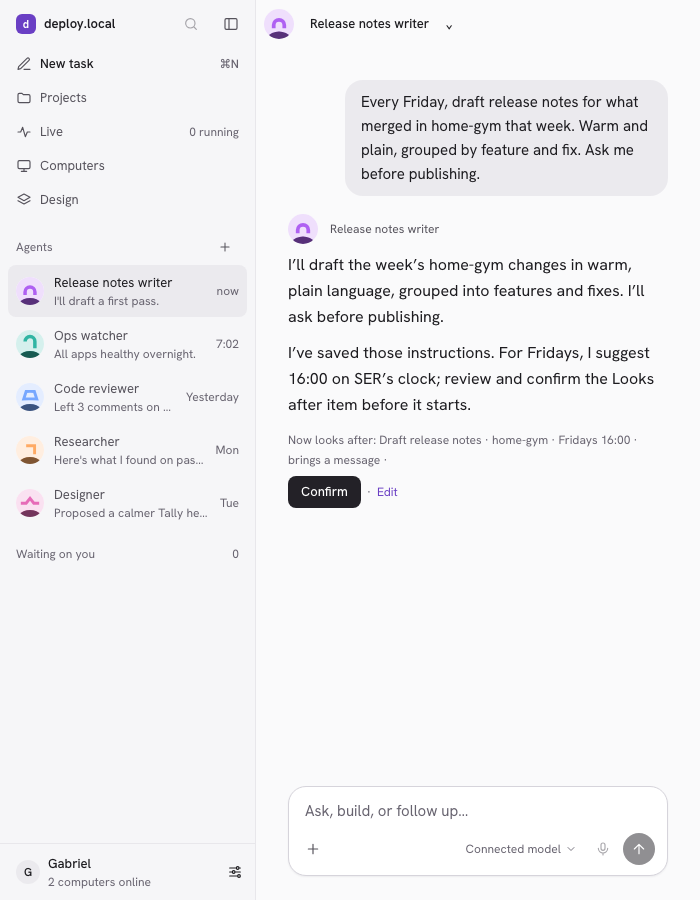 d deploy.local
New task ⌘N
Projects
Live 0 running
Computers
Design
Agents
Release notes writer
I'll draft a first pass. now
Ops watcher
All apps healthy overnight. 7:02
Code reviewer
Left 3 comments on ... Yesterday
Researcher
Here's what I found on pas... Mon
Designer
Proposed a calmer Tally he... Tue
Waiting on you 0
G Gabriel
2 computers online
Release notes writer
Every Friday, draft release notes for what
merged in home-gym that week. Warm and
plain, grouped by feature and fix. Ask me
before publishing.
Release notes writer
I’ll draft the week’s home-gym changes in warm,
plain language, grouped into features and fixes. I’ll
ask before publishing.
I’ve saved those instructions. For Fridays, I suggest
16:00 on SER’s clock; review and confirm the Looks
after item before it starts.
Now looks after: Draft release notes · home-gym · Fridays 16:00 ·
brings a message ·
Confirm · Edit
Ask, build, or follow up…
Connected model